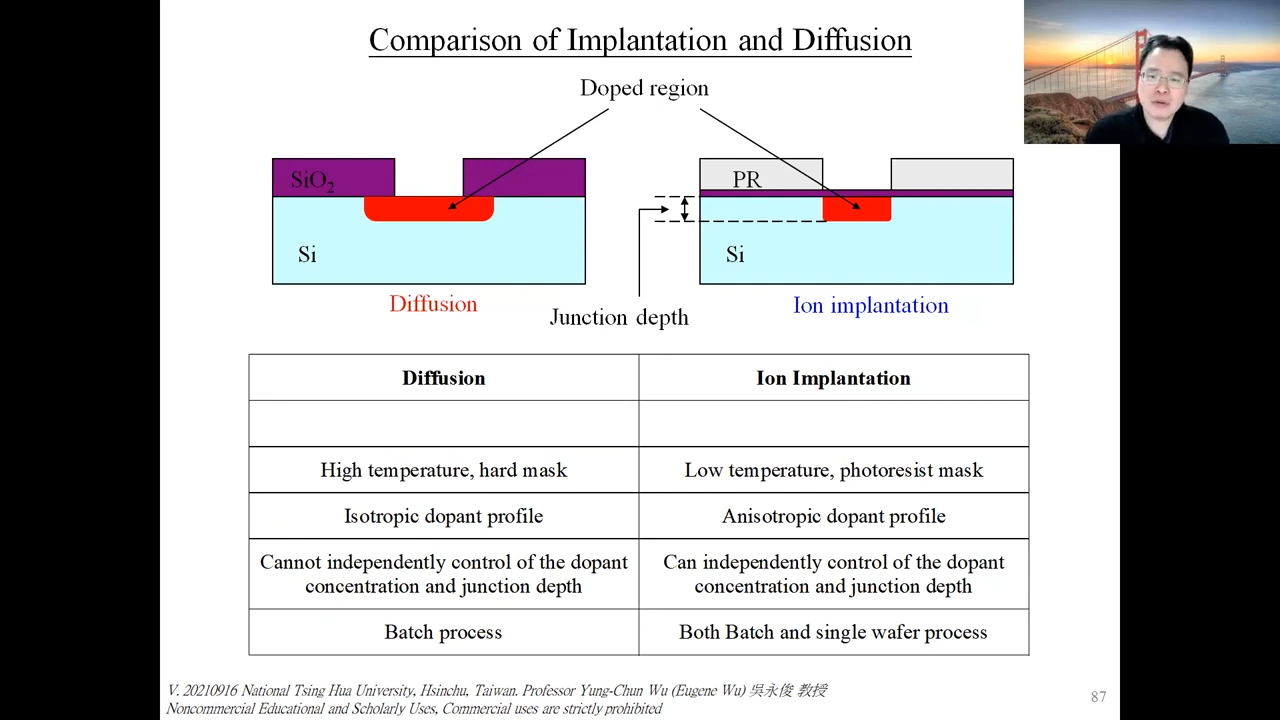 Comparison of Implantation and Diffusion
Doped region
SiO2
PR
Si
Si
Diffusion
Ion implantation
Junction depth
Diffusion
Ion Implantation
High temperature, hard mask
Low temperature, photoresist mask
Isotropic dopant profile
Anisotropic dopant profile
Cannot independently control of the dopant
concentration and junction depth
Can independently control of the dopant
concentration and junction depth
Batch process
Both Batch and single wafer process
V. 20210916 National Tsing Hua University, Hsinchu, Taiwan. Professor Yung-Chun Wu (Eugene Wu) 吳永俊 教授
Noncommercial Educational and Scholarly Uses, Commercial uses are strictly prohibited
87